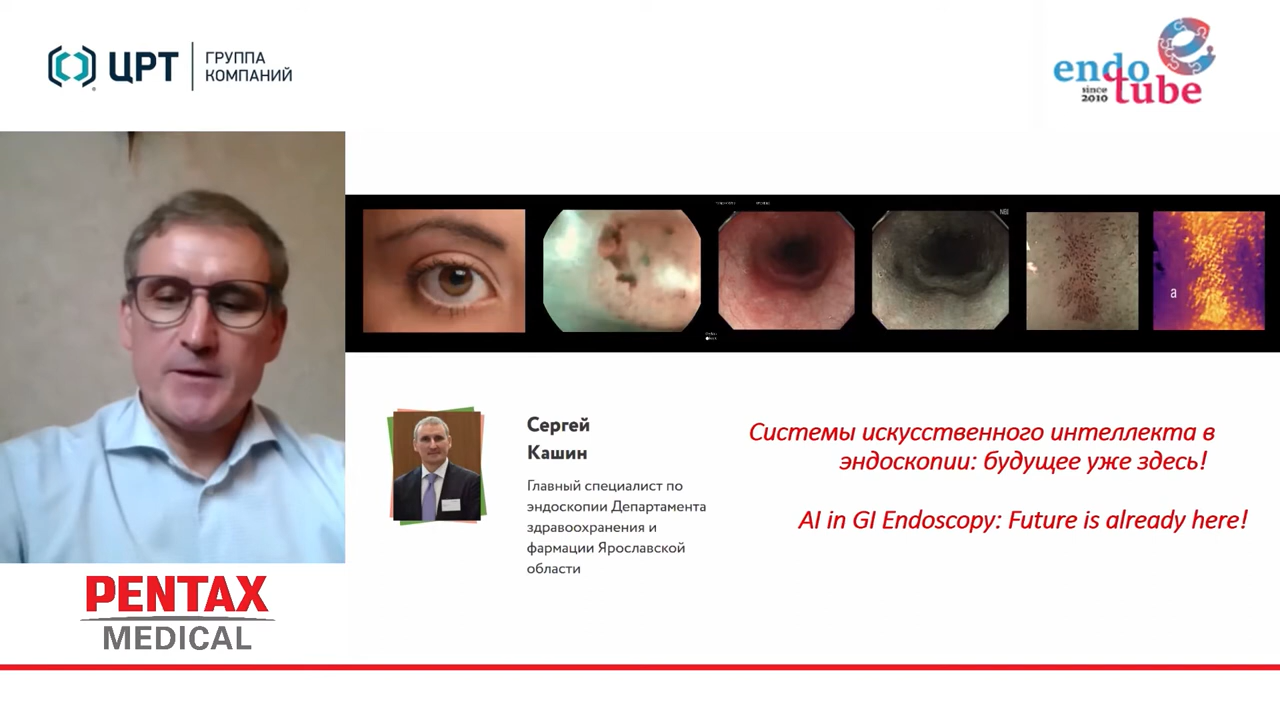 ЦРТ
ГРУППА
КОМПАНИЙ
endo
since
2010
tube
NBI
a
Сергей
Кашин
Главный специалист по
эндоскопии Департамента
здравоохранения и
фармации Ярославской
области
Системы искусственного интеллекта в
эндоскопии: будущее уже здесь!
AI in GI Endoscopy: Future is already here!
PENTAX
MEDICAL